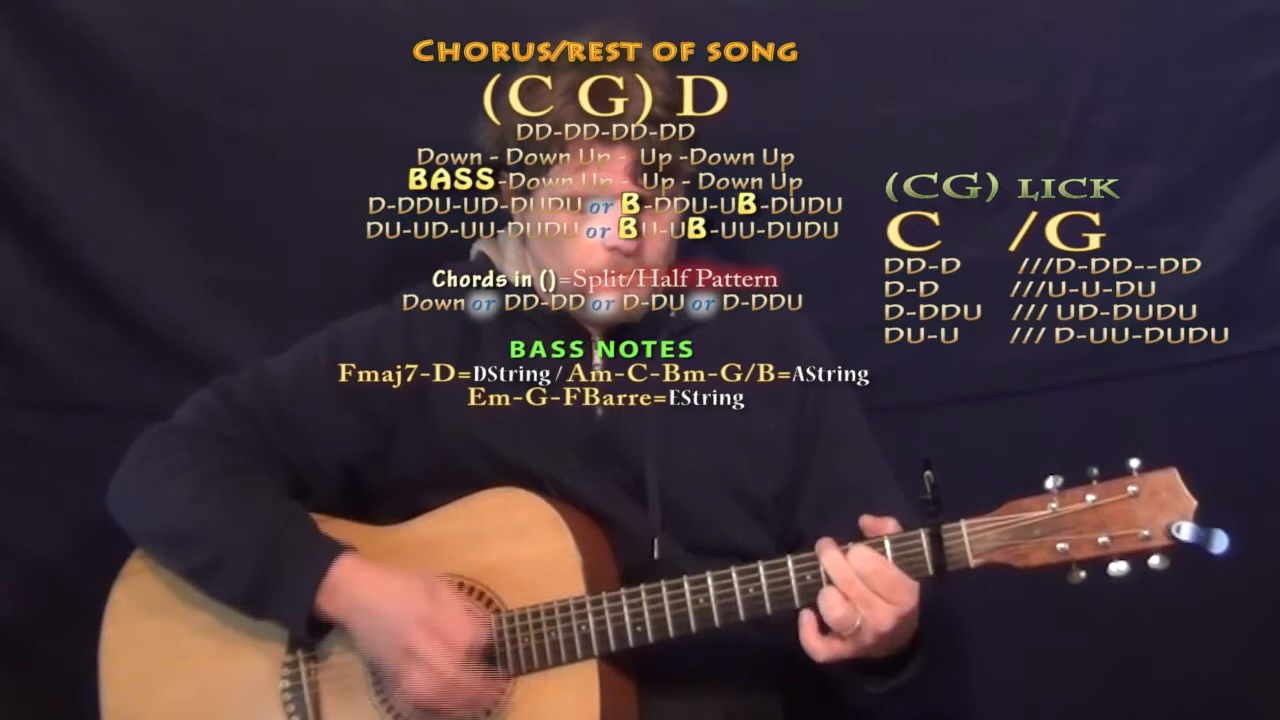 Chorus/rest of song
(C G) D
DD-DD-DD-DD
Down - Down Up - Up -Down Up
BASS-Down Up - Up - Down Up
D-DDU-UD-DUDU or B-DDU-UB-DUDU
DU-UD-UU-DUDU or BU-UB-UU-DUDU
Chords in ()=Split/Half Pattern
Down or DD-DD or D-DU or D-DDU
BASS NOTES
Fmaj7-D=DString / Am-C-Bm-G/B=AString
Em-G-FBarre=EString
(CG) LICK
C /G
DD-D ///D-DD--DD
D-D ///U-U-DU
D-DDU /// UD-DUDU
DU-U /// D-UU-DUDU